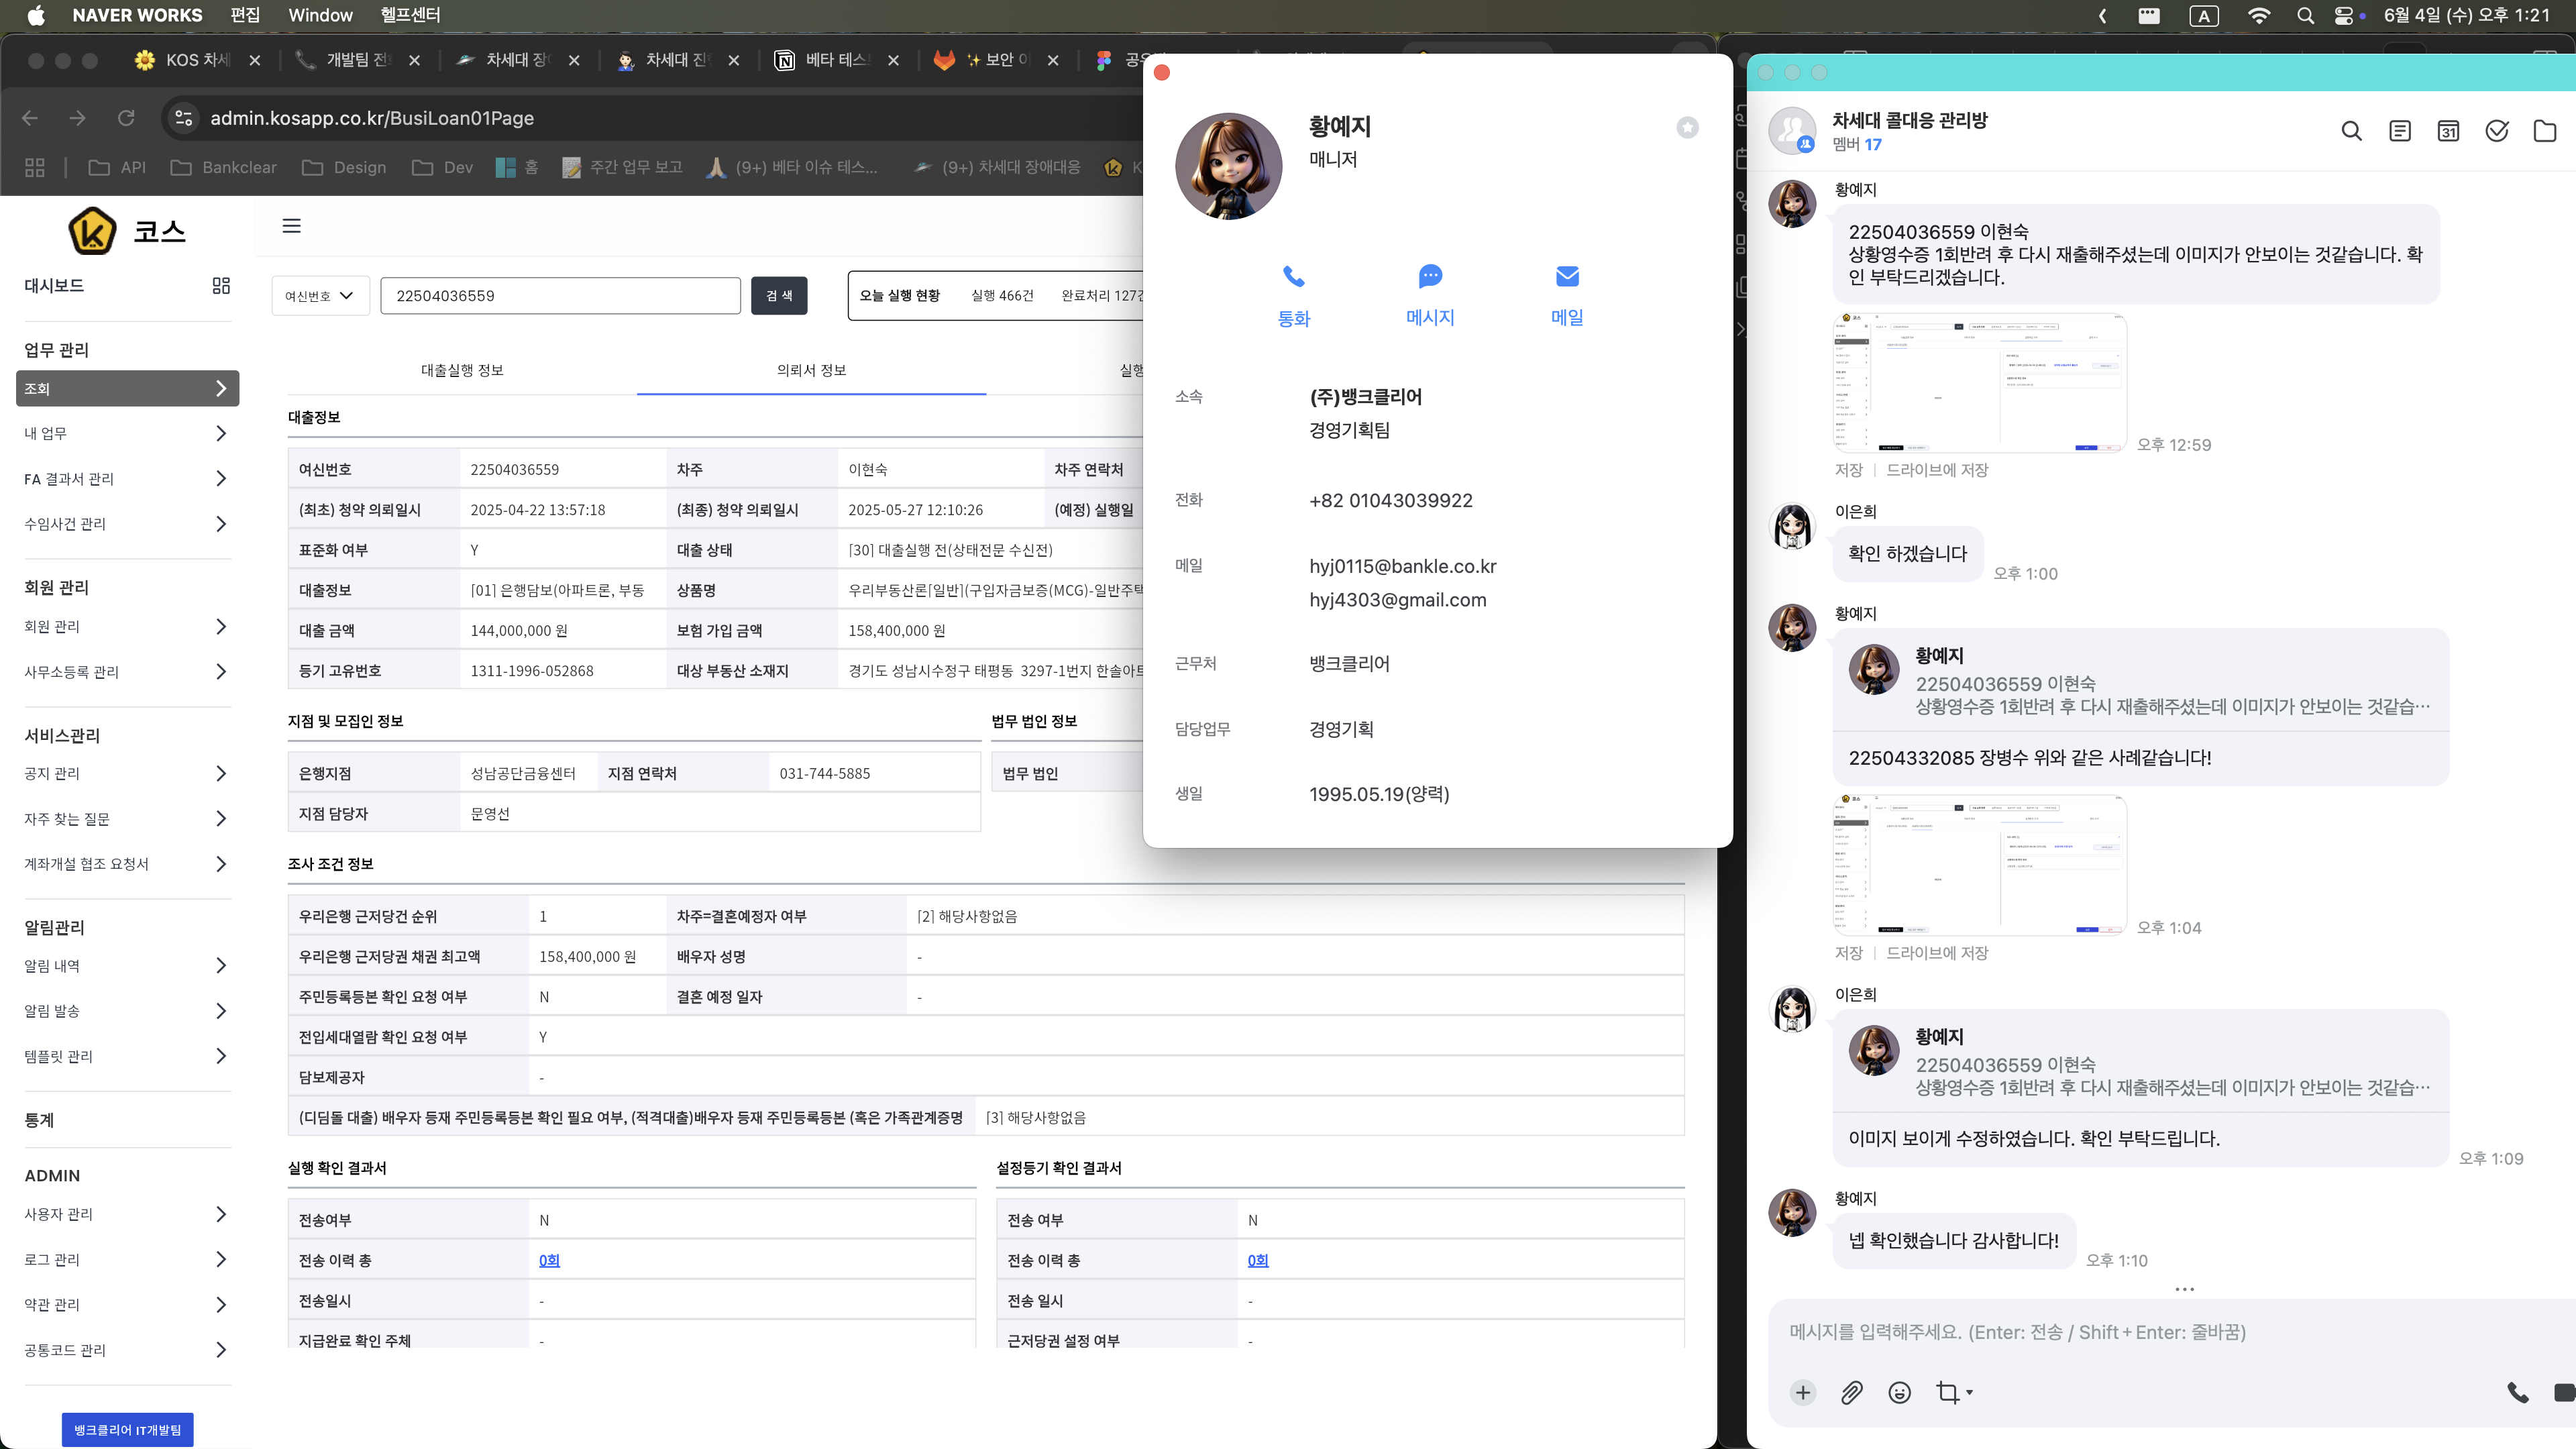 NAVER WORKS 편집 Window 헬프센터
A 6월 4일 (수) 오후 1:21
KOS 차세
개발팀 전
차세대 장
차세대 진
베타 테스
보안 이
admin.kosapp.co.kr/BusiLoan01Page
API Bankclear Design Dev 홈 주간 업무 보고 (9+) 베타 이슈 테스... (9+) 차세대 장애대응 K
코스
대시보드
업무 관리
조회
내 업무
FA 결과서 관리
수임사건 관리
회원 관리
회원 관리
사무소등록 관리
서비스관리
공지 관리
자주 찾는 질문
계좌개설 협조 요청서
알림관리
알림 내역
알림 발송
템플릿 관리
통계
ADMIN
사용자 관리
로그 관리
약관 관리
공통코드 관리
뱅크클리어 IT개발팀
여신번호 22504036559 검 색 오늘 실행 현황 실행 466건 완료처리 127건
대출실행 정보 의뢰서 정보 실행
대출정보
여신번호 22504036559 차주 이현숙 차주 연락처
(최초) 청약 의뢰일시 2025-04-22 13:57:18 (최종) 청약 의뢰일시 2025-05-27 12:10:26 (예정) 실행일
표준화 여부 Y 대출 상태 [30] 대출실행 전(상태전문 수신전)
대출정보 [01] 은행담보(아파트론, 부동 상품명 우리부동산론[일반](구입자금보증(MCG)-일반주택
대출 금액 144,000,000 원 보험 가입 금액 158,400,000 원
등기 고유번호 1311-1996-052868 대상 부동산 소재지 경기도 성남시수정구 태평동 3297-1번지 한솔아트
지점 및 모집인 정보
은행지점 성남공단금융센터 지점 연락처 031-744-5885
지점 담당자 문영선
법무 법인 정보
법무 법인
조사 조건 정보
우리은행 근저당건 순위 1 차주=결혼예정자 여부 [2] 해당사항없음
우리은행 근저당권 채권 최고액 158,400,000 원 배우자 성명 -
주민등록등본 확인 요청 여부 N 결혼 예정 일자 -
전입세대열람 확인 요청 여부 Y
담보제공자 -
(디딤돌 대출) 배우자 등재 주민등록등본 확인 필요 여부, (적격대출)배우자 등재 주민등록등본 (혹은 가족관계증명 [3] 해당사항없음
실행 확인 결과서
전송여부 N
전송 이력 총 0회
전송일시 -
지급완료 확인 주체 -
설정등기 확인 결과서
전송 여부 N
전송 이력 총 0회
전송 일시 -
근저당권 설정 여부 -
황예지
매니저
통화 메시지 메일
소속 (주)뱅크클리어
경영기획팀
전화 +82 01043039922
메일 hyj0115@bankle.co.kr
hyj4303@gmail.com
근무처 뱅크클리어
담당업무 경영기획
생일 1995.05.19(양력)
차세대 콜대응 관리방
멤버 17
31
황예지
22504036559 이현숙
상황영수증 1회반려 후 다시 재출해주셨는데 이미지가 안보이는 것같습니다. 확
인 부탁드리겠습니다.
오후 12:59
저장 | 드라이브에 저장
이은희
확인 하겠습니다
오후 1:00
황예지
황예지
22504036559 이현숙
상황영수증 1회반려 후 다시 재출해주셨는데 이미지가 안보이는 것같습···
22504332085 장병수 위와 같은 사례같습니다!
오후 1:04
저장 | 드라이브에 저장
이은희
황예지
22504036559 이현숙
상황영수증 1회반려 후 다시 재출해주셨는데 이미지가 안보이는 것같습···
이미지 보이게 수정하였습니다. 확인 부탁드립니다.
오후 1:09
황예지
넵 확인했습니다 감사합니다!
오후 1:10
메시지를 입력해주세요. (Enter: 전송 / Shift+Enter: 줄바꿈)